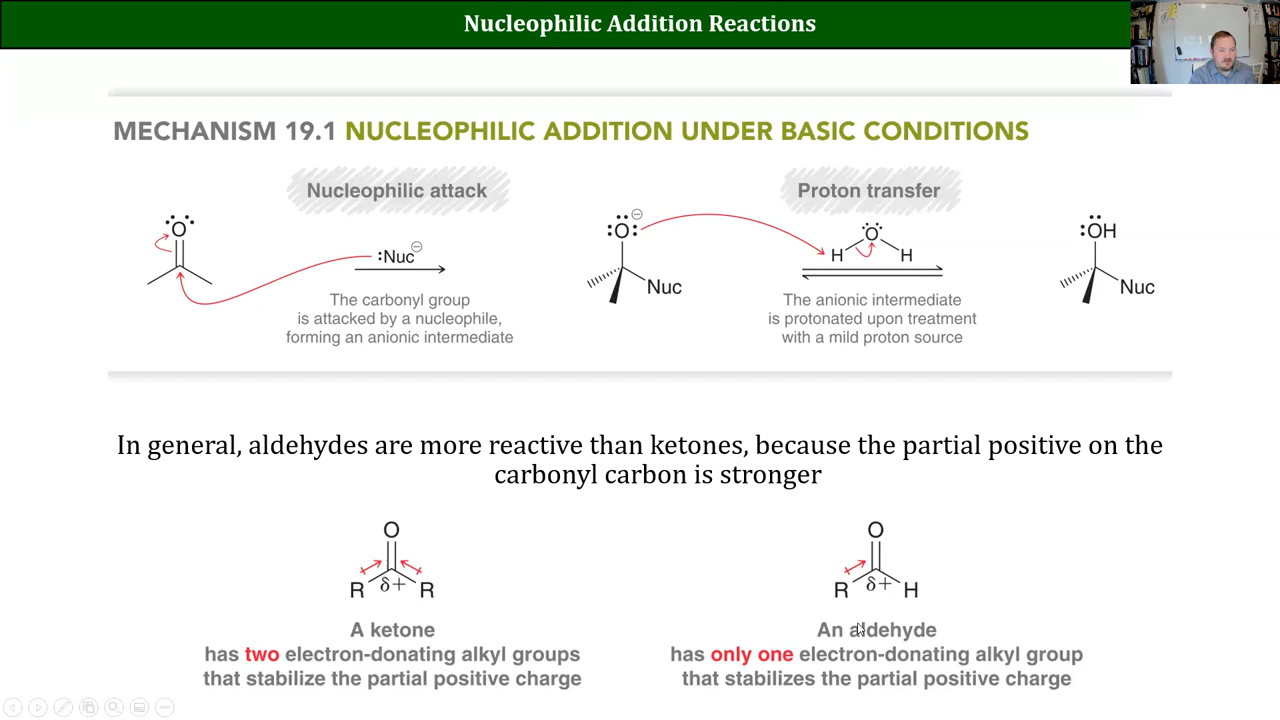 Nucleophilic Addition Reactions
MECHANISM 19.1 NUCLEOPHILIC ADDITION UNDER BASIC CONDITIONS
Nucleophilic attack
Proton transfer
O
:Nuc⊖
The carbonyl group
is attacked by a nucleophile,
forming an anionic intermediate
:O:⊖
Nuc
O
H H
The anionic intermediate
is protonated upon treatment
with a mild proton source
:OH
Nuc
In general, aldehydes are more reactive than ketones, because the partial positive on the
carbonyl carbon is stronger
O
R δ+ R
A ketone
has two electron-donating alkyl groups
that stabilize the partial positive charge
O
R δ+ H
An aldehyde
has only one electron-donating alkyl group
that stabilizes the partial positive charge